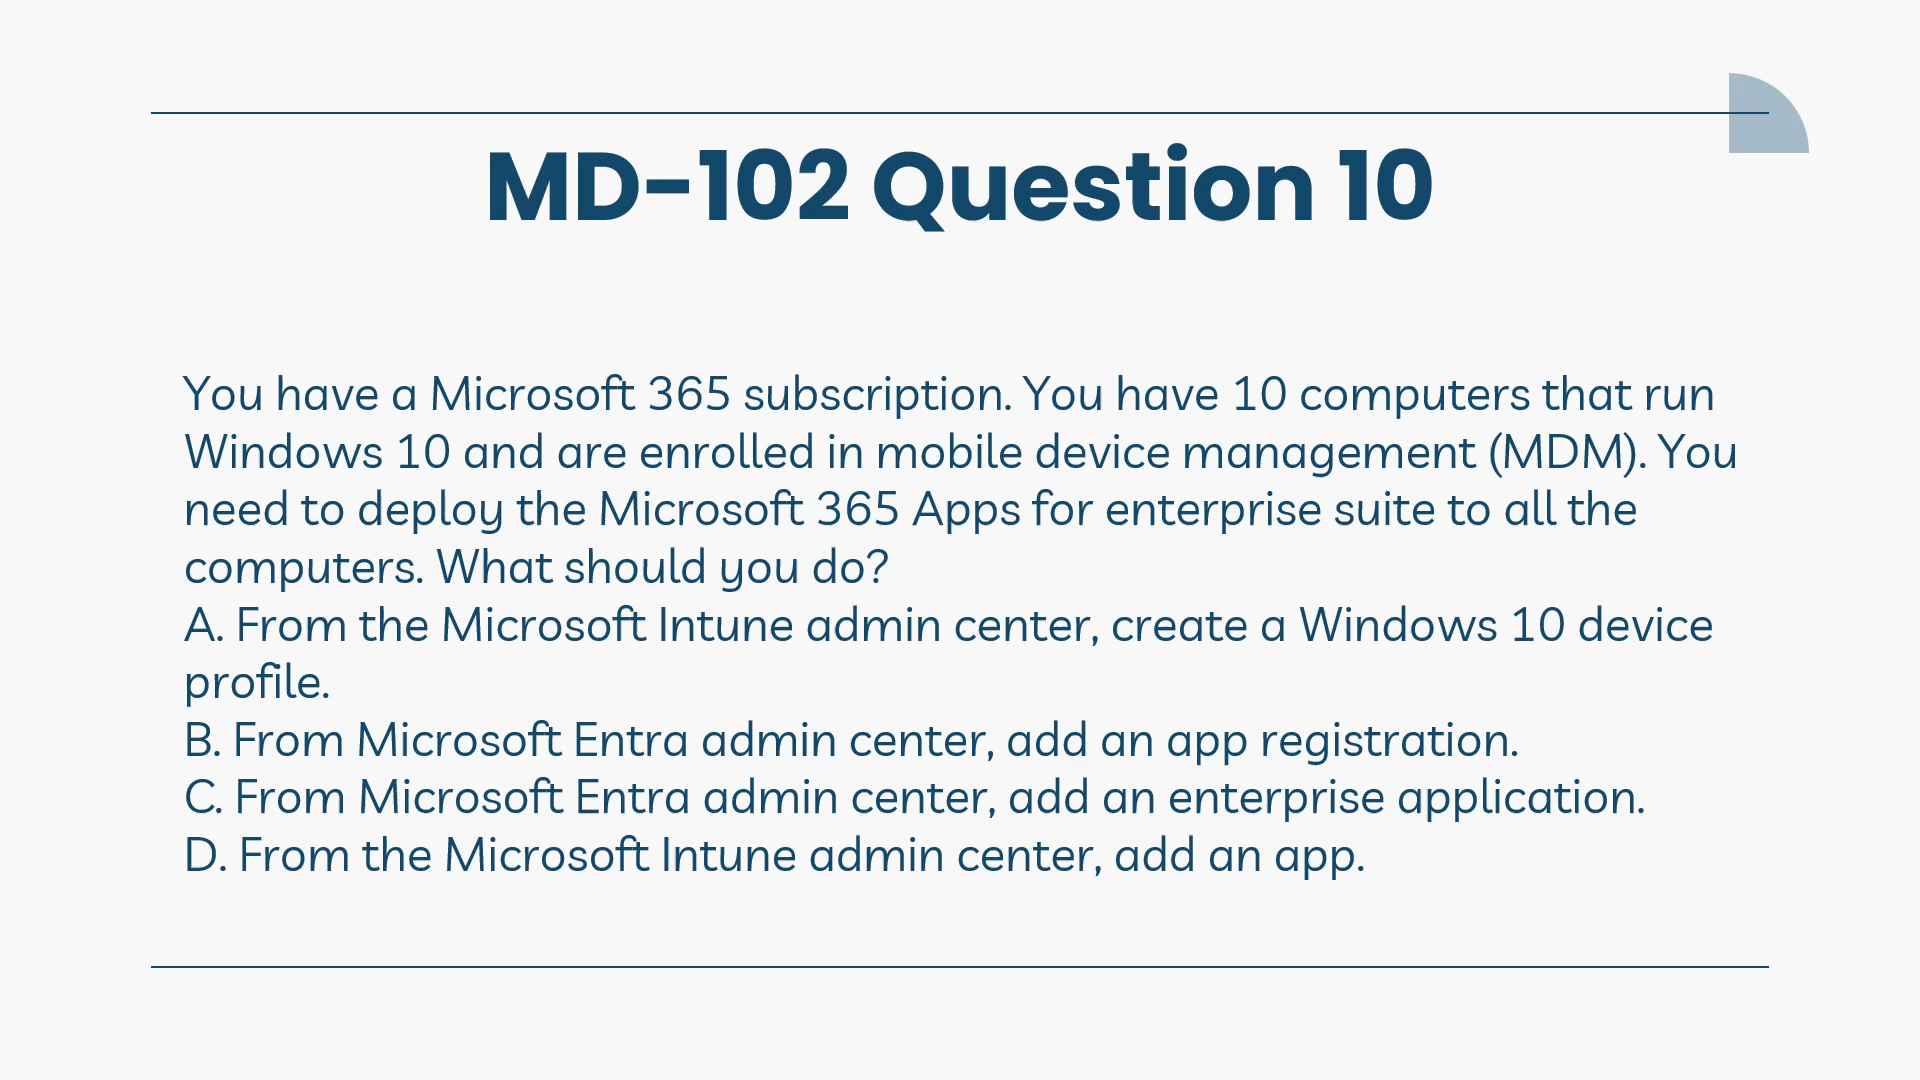 MD-102 Question 10
You have a Microsoft 365 subscription. You have 10 computers that run
Windows 10 and are enrolled in mobile device management (MDM). You
need to deploy the Microsoft 365 Apps for enterprise suite to all the
computers. What should you do?
A. From the Microsoft Intune admin center, create a Windows 10 device
profile.
B. From Microsoft Entra admin center, add an app registration.
C. From Microsoft Entra admin center, add an enterprise application.
D. From the Microsoft Intune admin center, add an app.